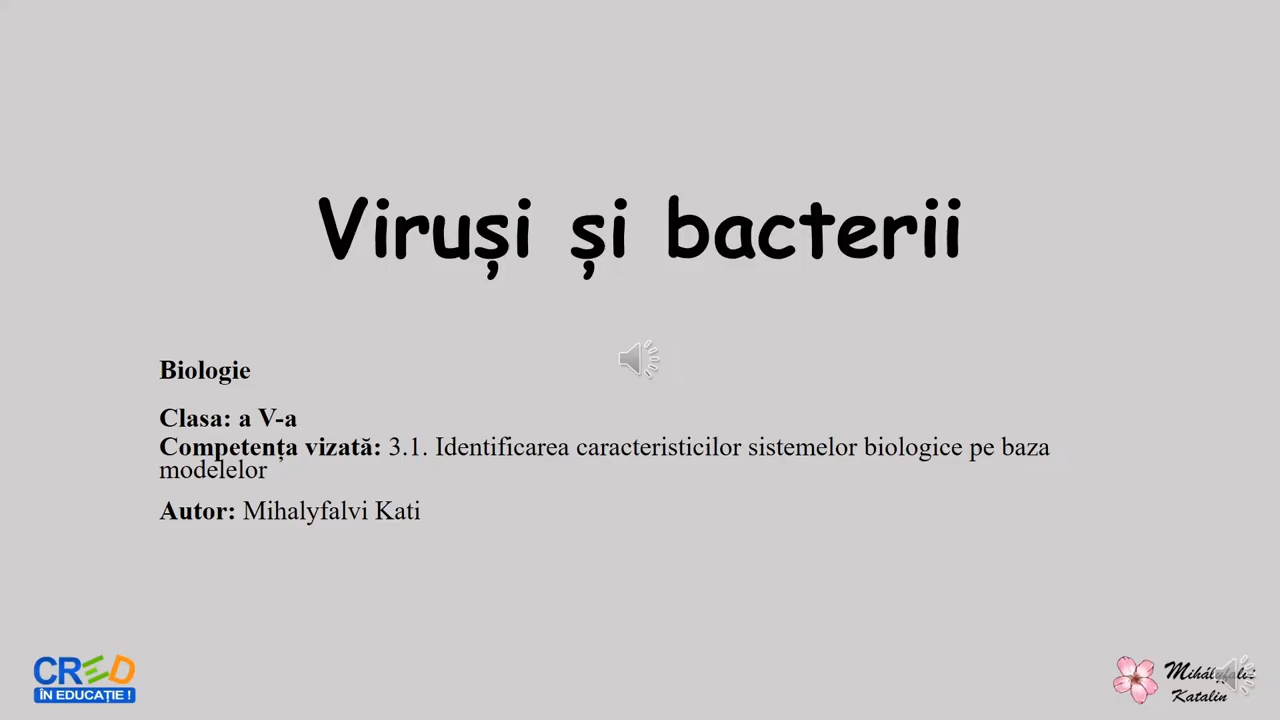 Viruși și bacterii
Biologie
Clasa: a V-a
Competența vizată: 3.1. Identificarea caracteristicilor sistemelor biologice pe baza
modelelor
Autor: Mihalyfalvi Kati
CRED
ÎN EDUCAȚIE !
Mihályfalvi
Katalin